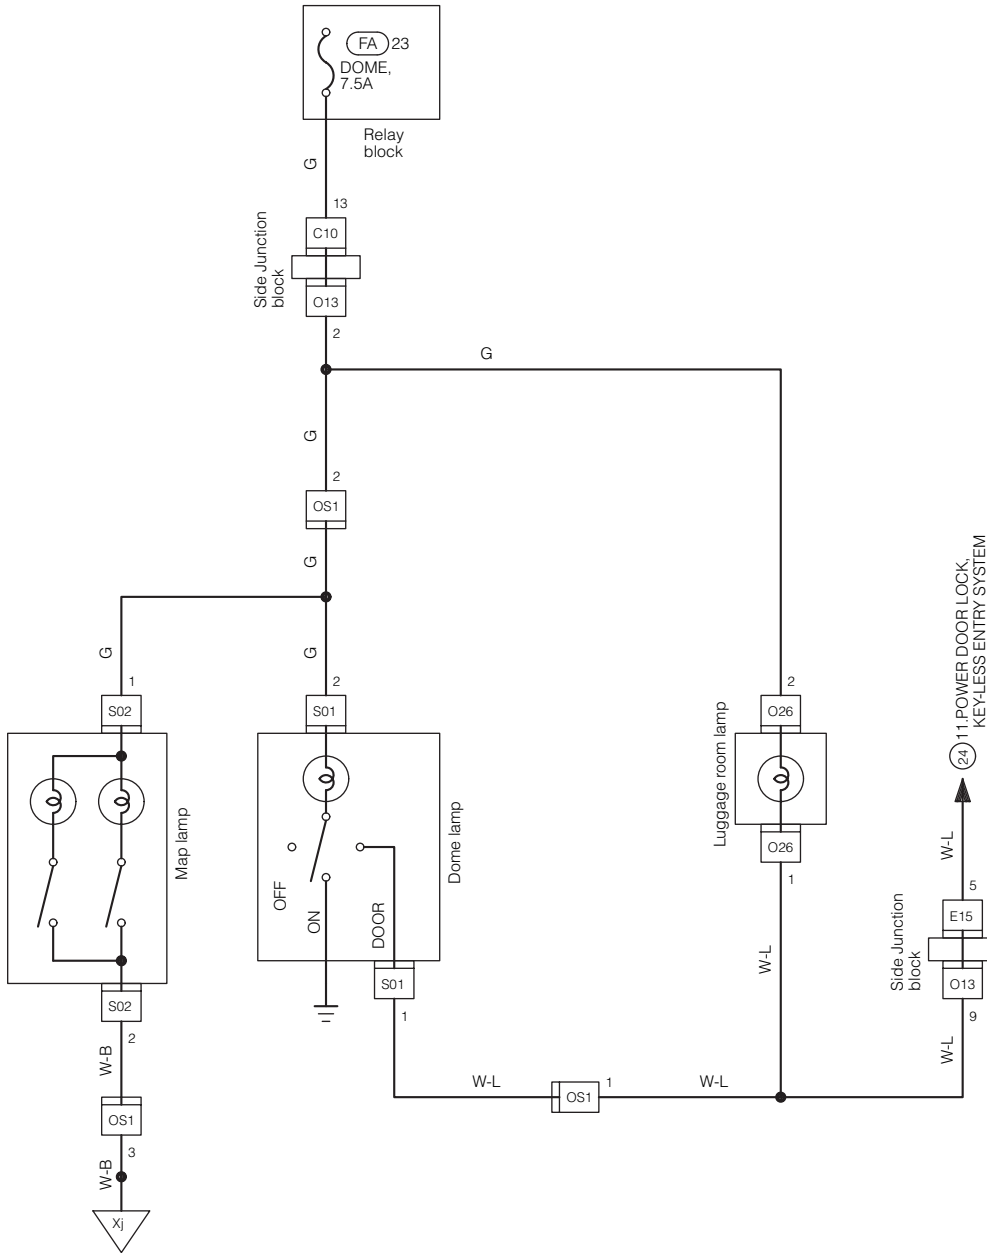 FA 23
DOME,
7.5A
Relay
block
G
13
C10
Side Junction
block
O13
2
G
G
2
OS1
G
G
1
S02
G
2
S01
2
O26
Map lamp
Dome lamp
OFF
ON
DOOR
Luggage room lamp
24 11.POWER DOOR LOCK,
KEY-LESS ENTRY SYSTEM
W-L
5
E15
Side Junction
block
O13
9
W-L
O26
1
W-L
S01
1
S02
2
W-B
OS1
3
W-B
Xj
W-L
OS1
1
W-L